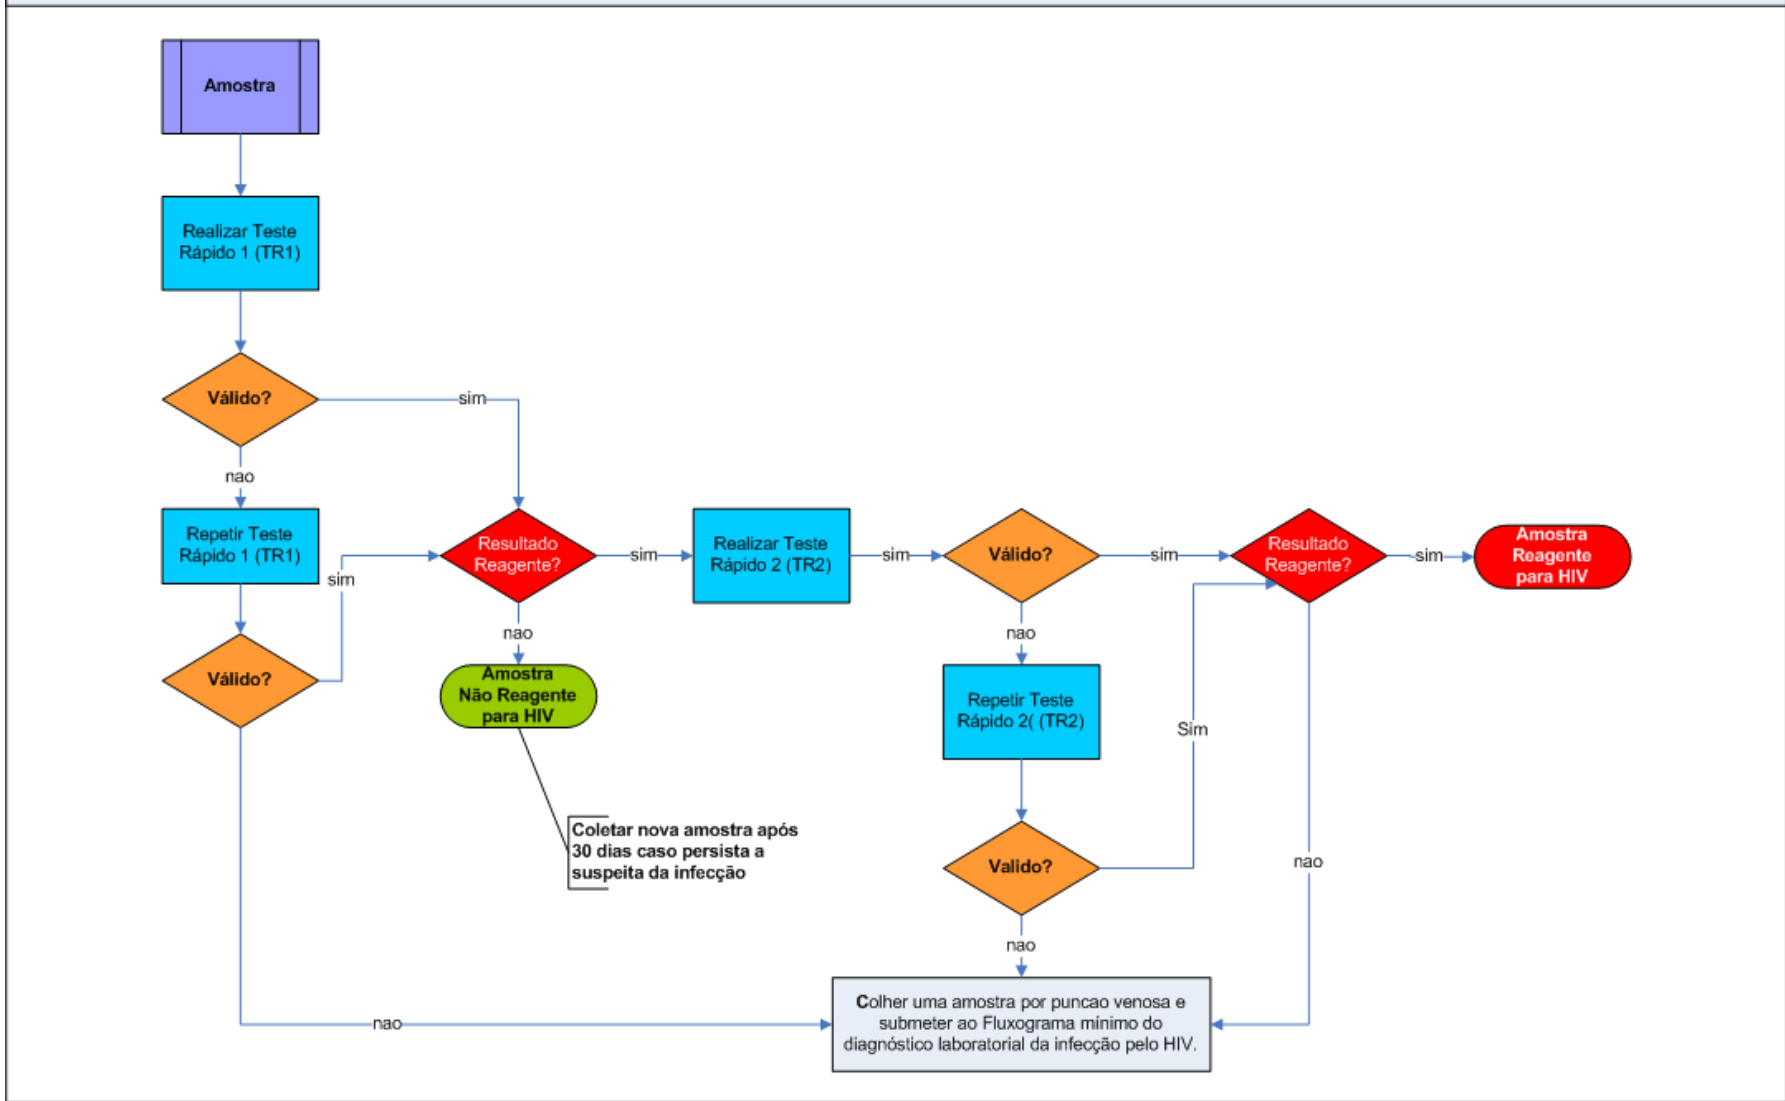 Amostra
Realizar Teste
Rápido 1 (TR1)
Válido?
sim
nao
Repetir Teste
Rápido 1 (TR1)
sim
Válido?
nao
Resultado
Reagente?
sim
nao
Amostra
Não Reagente
para HIV
Coletar nova amostra após
30 dias caso persista a
suspeita da infecção
Realizar Teste
Rápido 2 (TR2)
sim
Válido?
sim
nao
Repetir Teste
Rápido 2( (TR2)
Valido?
Sim
nao
Resultado
Reagente?
sim
nao
Amostra
Reagente
para HIV
Colher uma amostra por puncao venosa e
submeter ao Fluxograma mínimo do
diagnóstico laboratorial da infecção pelo HIV.